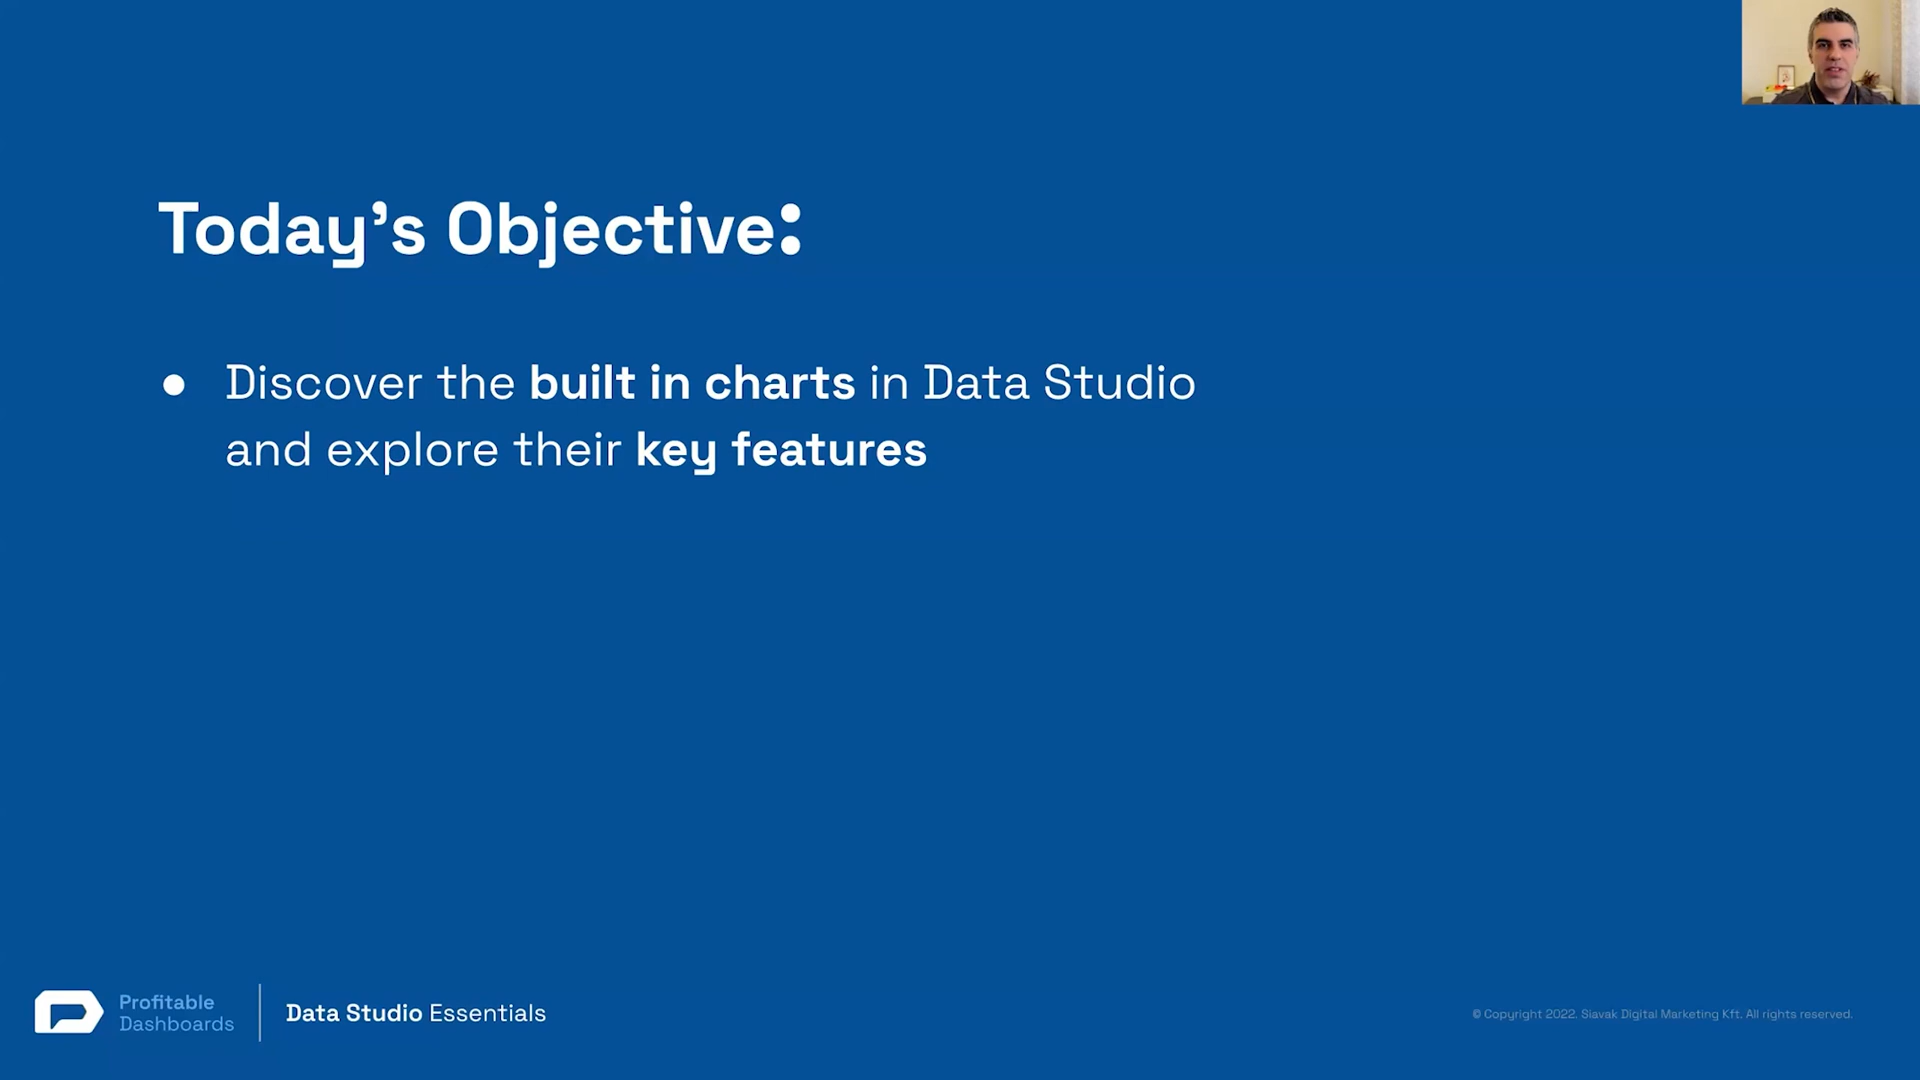 Today’s Objective:
● Discover the built in charts in Data Studio
and explore their key features
Profitable
Dashboards
Data Studio Essentials
© Copyright 2022. Siavak Digital Marketing Kft. All rights reserved.